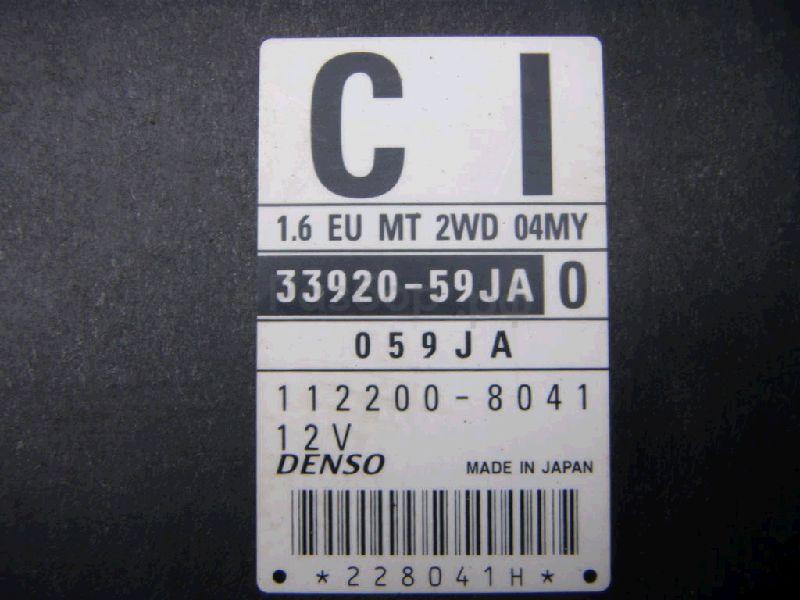 C I
1.6 EU MT 2WD 04MY
33920-59JA 0
059JA
112200-8041
12V
DENSO MADE IN JAPAN
*228041H*